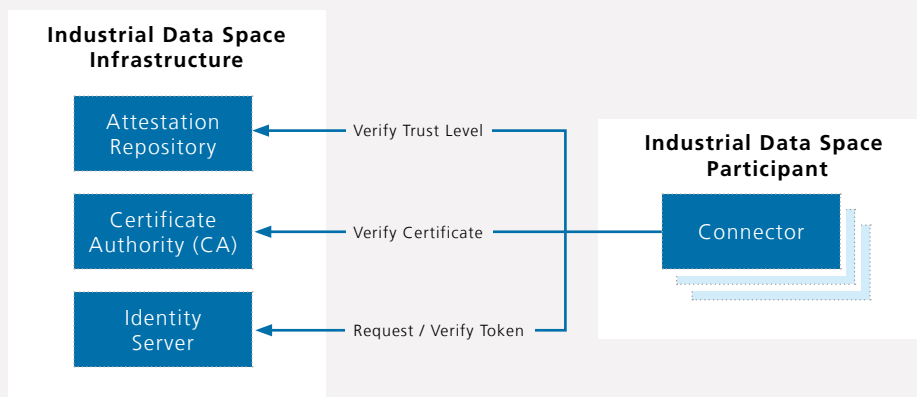 Industrial Data Space
Infrastructure
Attestation
Repository
Verify Trust Level
Certificate
Authority (CA)
Verify Certificate
Identity
Server
Request / Verify Token
Industrial Data Space
Participant
Connector